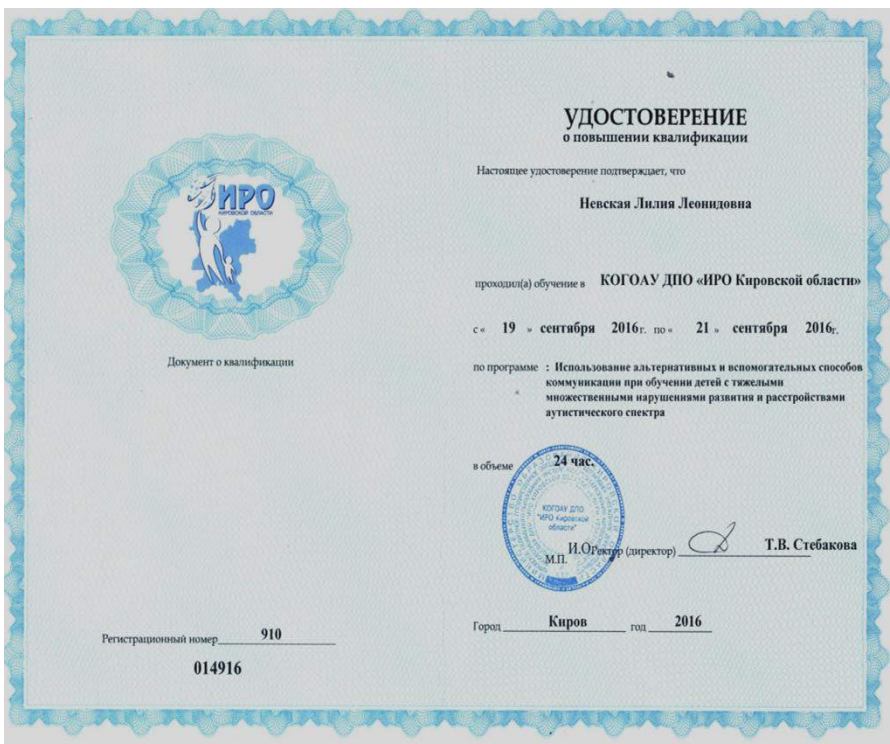 ИРО
КИРОВСКОЙ ОБЛАСТИ
Документ о квалификации
Регистрационный номер 910
014916
УДОСТОВЕРЕНИЕ
о повышении квалификации
Настоящее удостоверение подтверждает, что
Невская Лилия Леонидовна
проходил(а) обучение в КОГОАУ ДПО «ИРО Кировской области»
с « 19 » сентября 2016г. по « 21 » сентября 2016г.
по программе : Использование альтернативных и вспомогательных способов
коммуникации при обучении детей с тяжелыми
множественными нарушениями развития и расстройствами
аутистического спектра
в объеме 24 час.
КОГОАУ ДПО
"ИРО Кировской
области"
И.О Ректор (директор) Т.В. Стебакова
М.П.
Город Киров год 2016